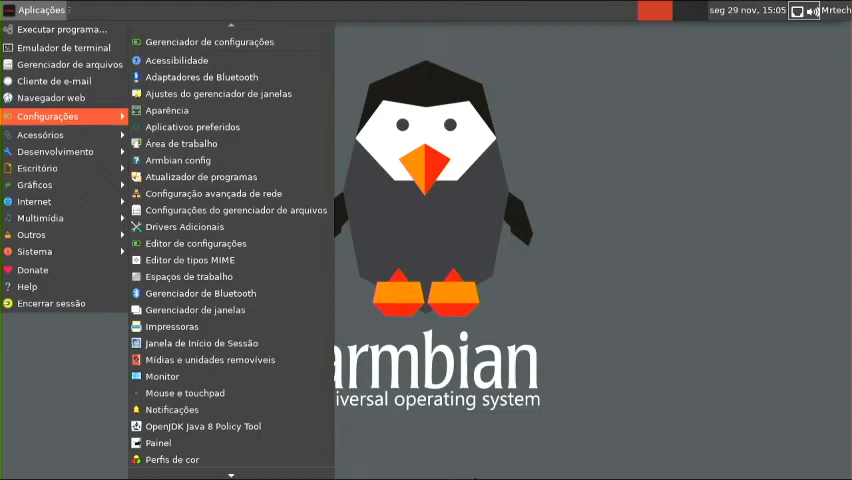 Aplicações
seg 29 nov, 15:05
Mrtech
Executar programa...
Emulador de terminal
Gerenciador de arquivos
Cliente de e-mail
Navegador web
Configurações
Acessórios
Desenvolvimento
Escritório
Gráficos
Internet
Multimídia
Outros
Sistema
Donate
Help
Encerrar sessão
Gerenciador de configurações
Acessibilidade
Adaptadores de Bluetooth
Ajustes do gerenciador de janelas
Aparência
Aplicativos preferidos
Área de trabalho
Armbian config
Atualizador de programas
Configuração avançada de rede
Configurações do gerenciador de arquivos
Drivers Adicionais
Editor de configurações
Editor de tipos MIME
Espaços de trabalho
Gerenciador de Bluetooth
Gerenciador de janelas
Impressoras
Janela de Início de Sessão
Mídias e unidades removíveis
Monitor
Mouse e touchpad
Notificações
OpenJDK Java 8 Policy Tool
Painel
Perfis de cor
armbian
iversal operating system